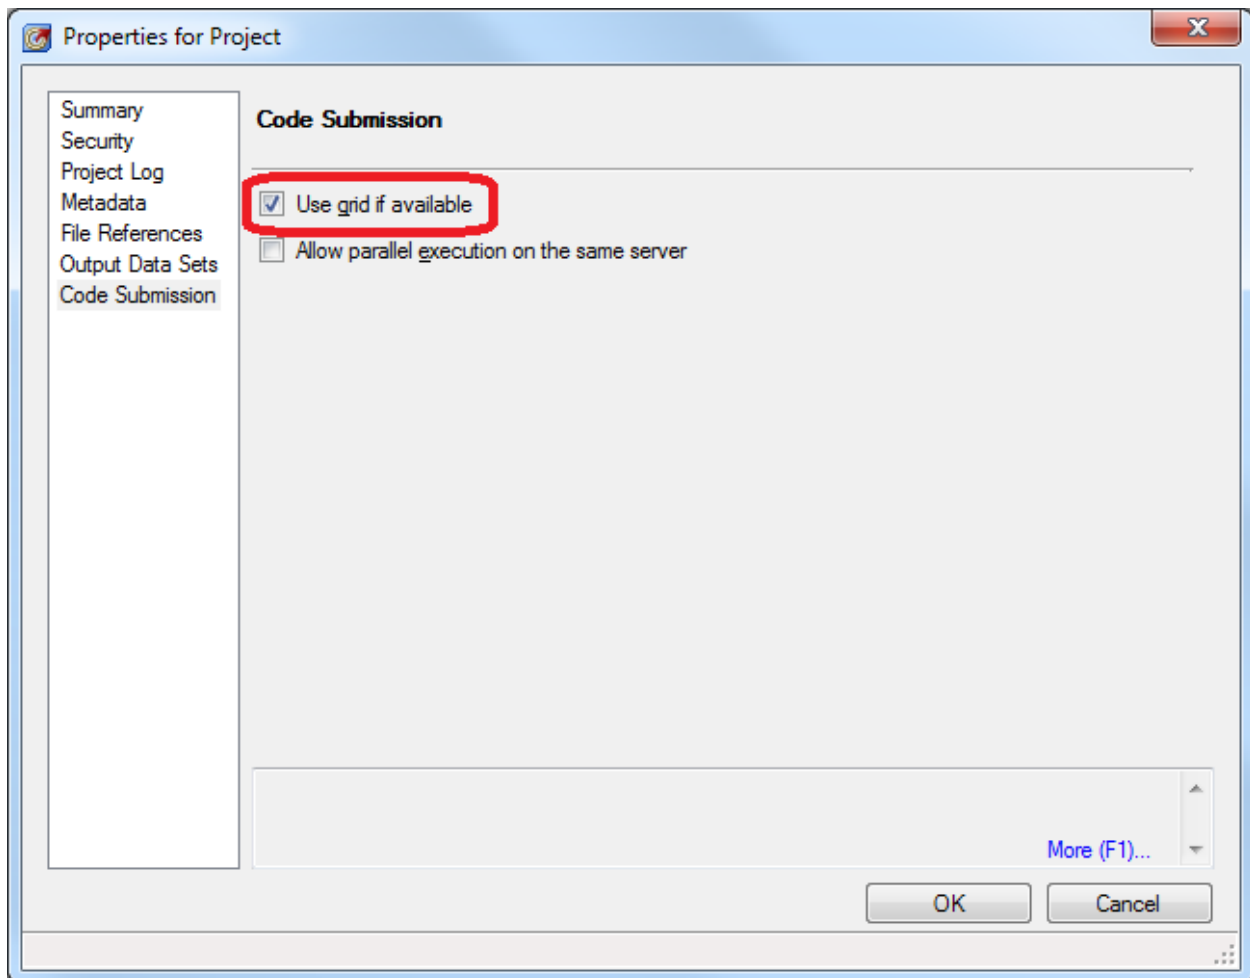 Properties for Project
Summary
Security
Project Log
Metadata
File References
Output Data Sets
Code Submission
Code Submission
Use grid if available
Allow parallel execution on the same server
More (F1)...
OK
Cancel